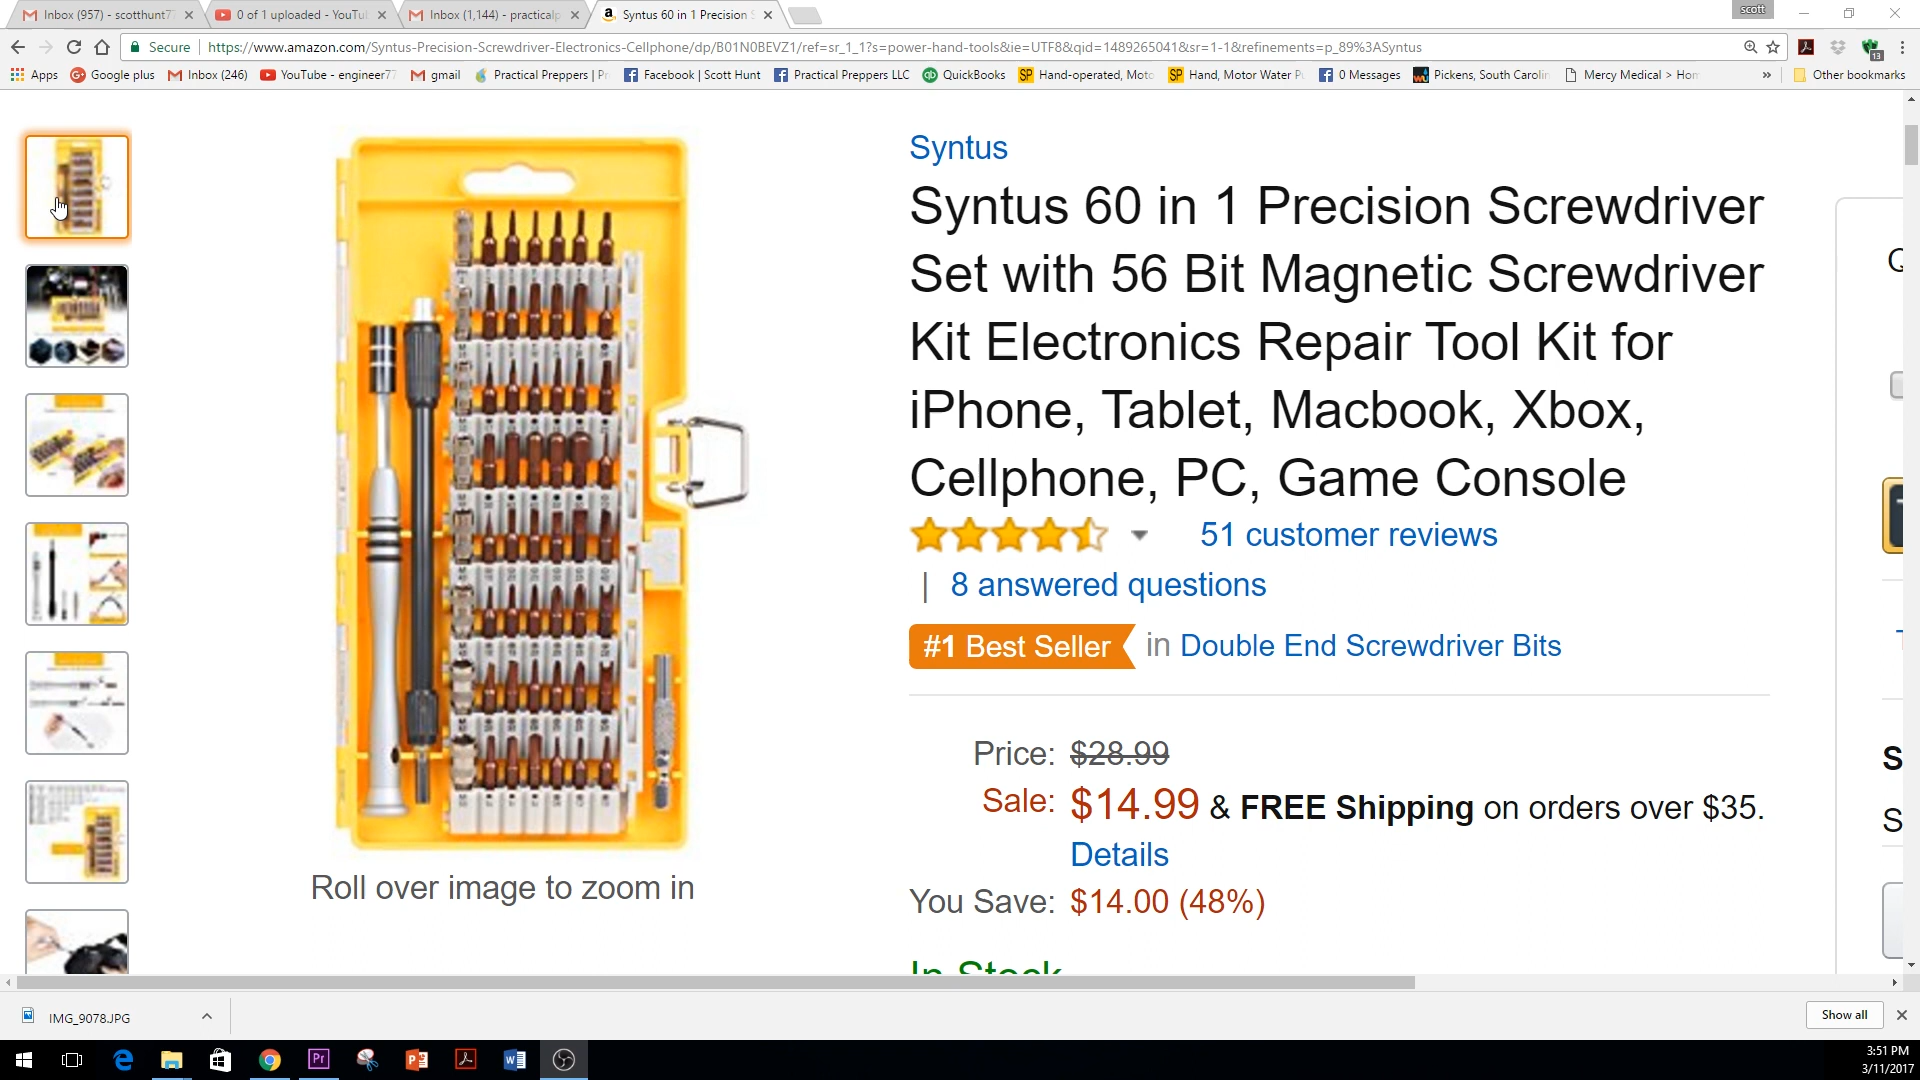 Inbox (957) - scotthunt77
0 of 1 uploaded - YouTu
Inbox (1,144) - practicalp
Syntus 60 in 1 Precision S
scott
Secure
https://www.amazon.com/Syntus-Precision-Screwdriver-Electronics-Cellphone/dp/B01N0BEVZ1/ref=sr_1_1?s=power-hand-tools&ie=UTF8&qid=1489265041&sr=1-1&refinements=p_89%3ASyntus
13
Apps
Google plus
Inbox (246)
YouTube - engineer77
gmail
Practical Preppers | Pr
Facebook | Scott Hunt
Practical Preppers LLC
QuickBooks
Hand-operated, Moto
Hand, Motor Water Pu
0 Messages
Pickens, South Carolin
Mercy Medical > Hom
» Other bookmarks
Syntus
Syntus 60 in 1 Precision Screwdriver
Set with 56 Bit Magnetic Screwdriver
Kit Electronics Repair Tool Kit for
iPhone, Tablet, Macbook, Xbox,
Cellphone, PC, Game Console
51 customer reviews
| 8 answered questions
#1 Best Seller in Double End Screwdriver Bits
Price: $28.99
Sale: $14.99 & FREE Shipping on orders over $35.
Details
You Save: $14.00 (48%)
In Stock
Roll over image to zoom in
IMG_9078.JPG
Show all
3:51 PM
3/11/2017